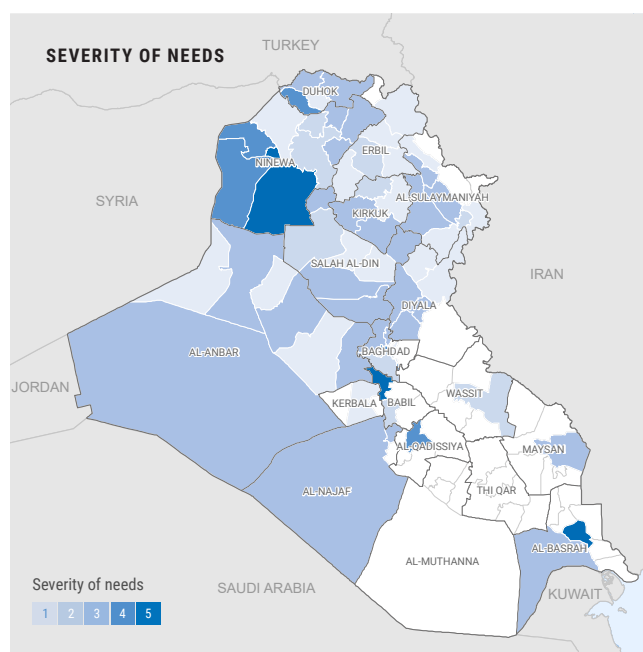 SEVERITY OF NEEDS
TURKEY
DUHOK
NINEWA
ERBIL
SYRIA
AL-SULAYMANIYAH
KIRKUK
SALAH AL-DIN
IRAN
DIYALA
AL-ANBAR
BAGHDAD
JORDAN
WASSIT
KERBALA
BABIL
AL-QADISSIYA
MAYSAN
AL-NAJAF
THI QAR
AL-BASRAH
AL-MUTHANNA
Severity of needs
SAUDI ARABIA
KUWAIT
1 2 3 4 5